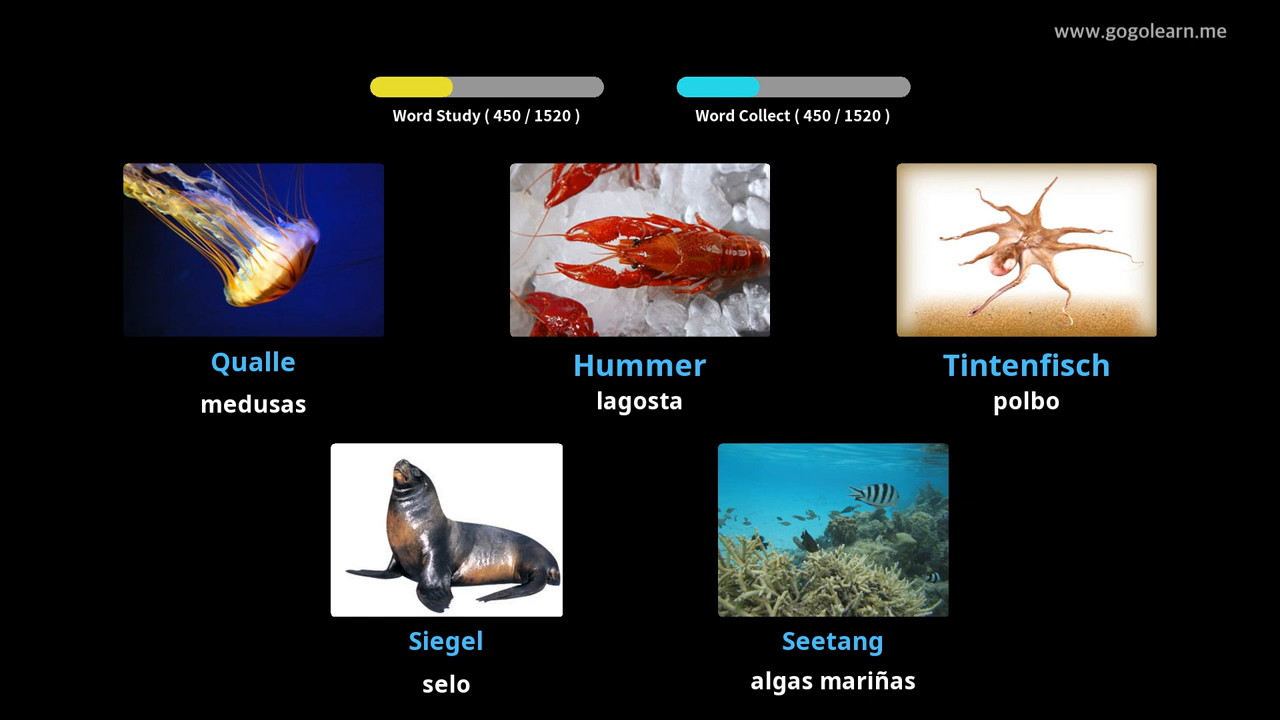 www.gogolearn.me
Word Study ( 450 / 1520 )
Word Collect ( 450 / 1520 )
Qualle
Hummer
Tintenfisch
medusas
lagosta
polbo
Siegel
Seetang
selo
algas mariñas